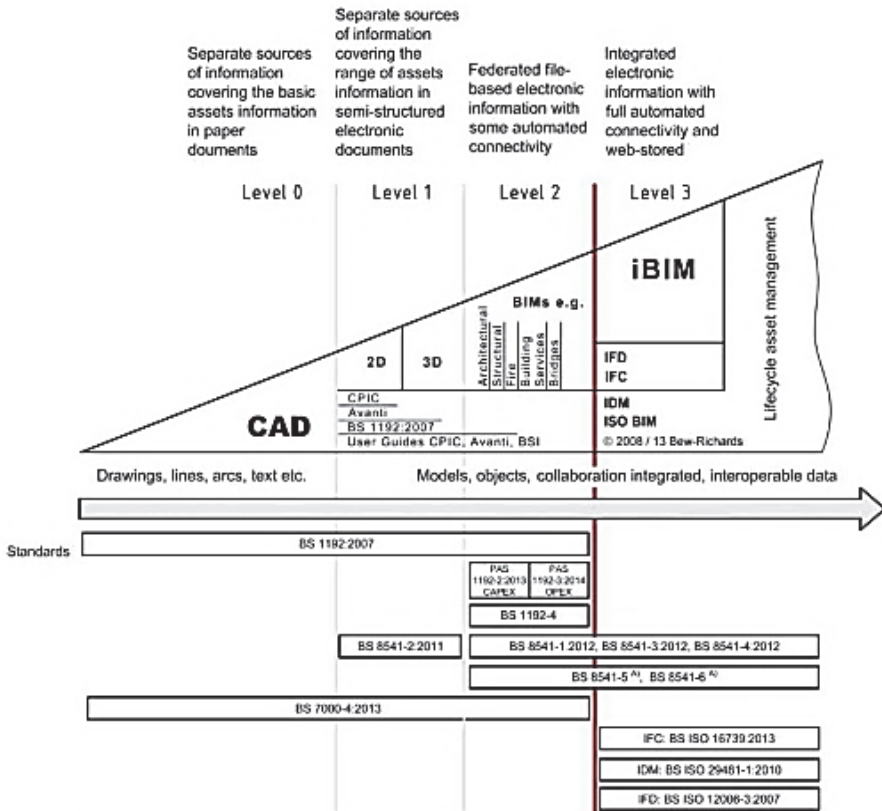 Separate sources
of information
covering the basic
assets information
in paper
douments
Separate sources
of information
covering the
range of assets
information in
semi-structured
electronic
documents
Federated file-
based electronic
information with
some automated
connectivity
Integrated
electronic
information with
full automated
connectivity and
web-stored
Level 0
Level 1
Level 2
Level 3
iBIM
BIMs e.g.
2D
3D
Architectural
Structural
Fire
Building
Services
Bridges
IFD
IFC
Lifecycle asset management
CAD
CPIC
Avanti
BS 1192:2007
User Guides CPIC, Avanti, BSI
IDM
ISO BIM
© 2008 / 13 Bew-Richards
Drawings, lines, arcs, text etc.
Models, objects, collaboration integrated, interoperable data
Standards
BS 1192:2007
PAS
1192-2:2013
CAPEX
PAS
1192-3:2014
OPEX
BS 1192-4
BS 8541-2:2011
BS 8541-1:2012, BS 8541-3:2012, BS 8541-4:2012
BS 8541-5 A), BS 8541-6 A)
BS 7000-4:2013
IFC: BS ISO 16739:2013
IDM: BS ISO 29481-1:2010
IFD: BS ISO 12006-3:2007